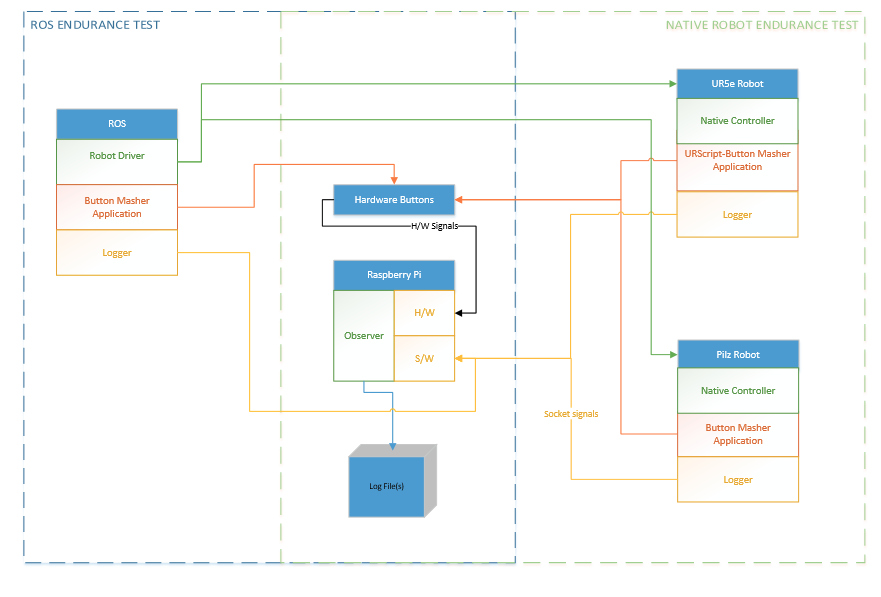 ROS ENDURANCE TEST
NATIVE ROBOT ENDURANCE TEST
ROS
Robot Driver
Button Masher
Application
Logger
Hardware Buttons
H/W Signals
Raspberry Pi
Observer
H/W
S/W
Log File(s)
Socket signals
UR5e Robot
Native Controller
URScript-Button Masher
Application
Logger
Pilz Robot
Native Controller
Button Masher
Application
Logger